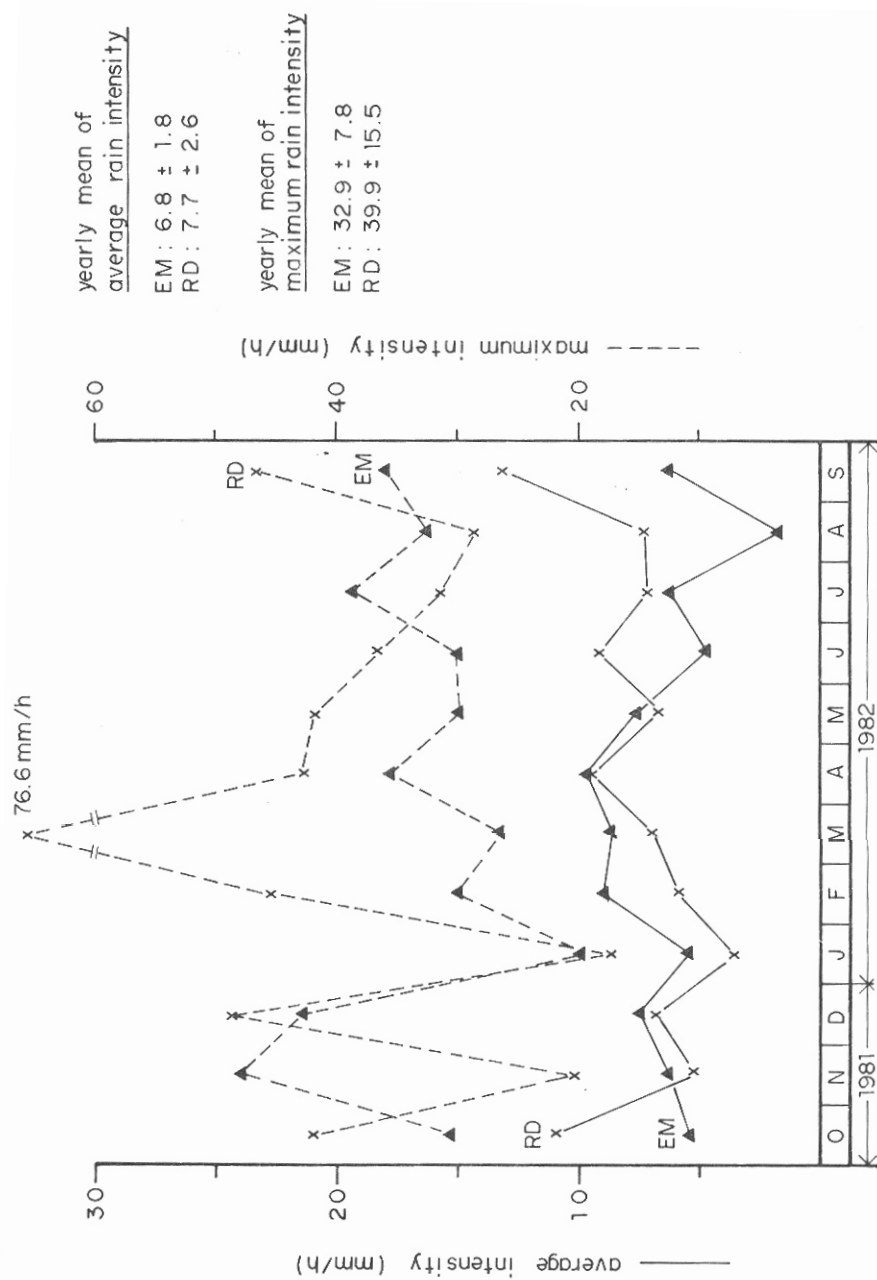 yearly mean of
average rain intensity
EM : 6.8 ± 1.8
RD : 7.7 ± 2.6
yearly mean of
maximum rain intensity
EM : 32.9 ± 7.8
RD : 39.9 ±15.5
76.6 mm/h
30
20
10
average intensity (mm/h)
60
40
20
maximum intensity (mm/h)
RD
EM
RD
EM
O N D J F M A M J J A S
1981 1982